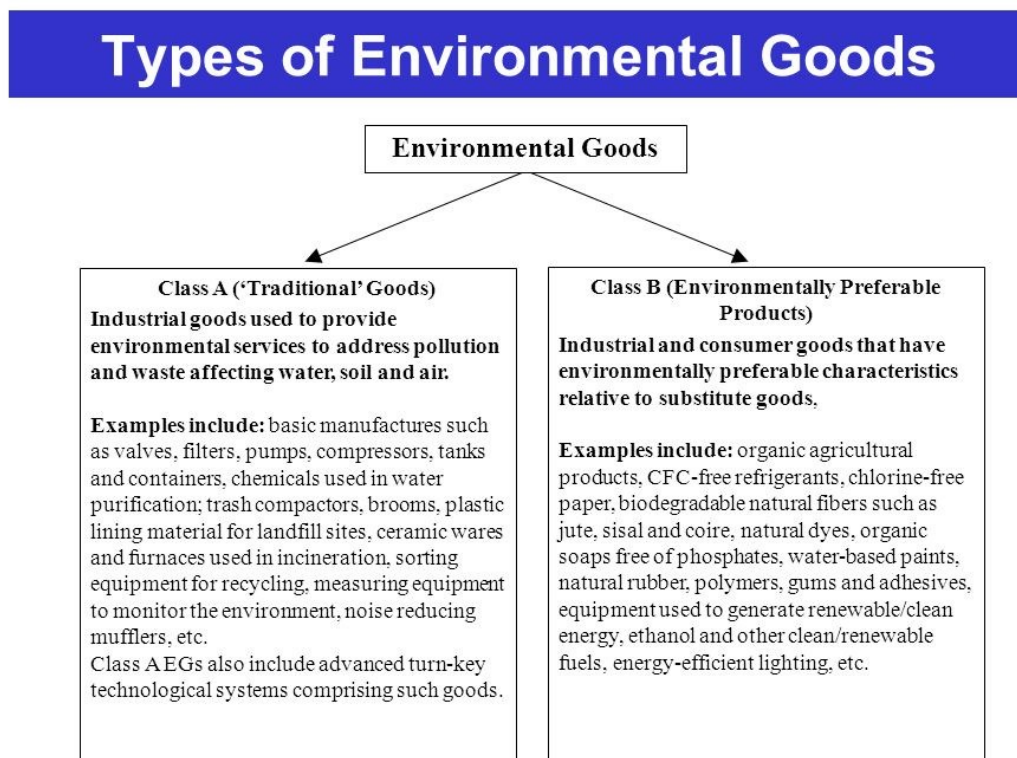 Types of Environmental Goods
Environmental Goods
Class A (‘Traditional’ Goods)
Industrial goods used to provide
environmental services to address pollution
and waste affecting water, soil and air.
Examples include: basic manufactures such
as valves, filters, pumps, compressors, tanks
and containers, chemicals used in water
purification; trash compactors, brooms, plastic
lining material for landfill sites, ceramic wares
and furnaces used in incineration, sorting
equipment for recycling, measuring equipment
to monitor the environment, noise reducing
mufflers, etc.
Class A EGs also include advanced turn-key
technological systems comprising such goods.
Class B (Environmentally Preferable
Products)
Industrial and consumer goods that have
environmentally preferable characteristics
relative to substitute goods,
Examples include: organic agricultural
products, CFC-free refrigerants, chlorine-free
paper, biodegradable natural fibers such as
jute, sisal and coire, natural dyes, organic
soaps free of phosphates, water-based paints,
natural rubber, polymers, gums and adhesives,
equipment used to generate renewable/clean
energy, ethanol and other clean/renewable
fuels, energy-efficient lighting, etc.